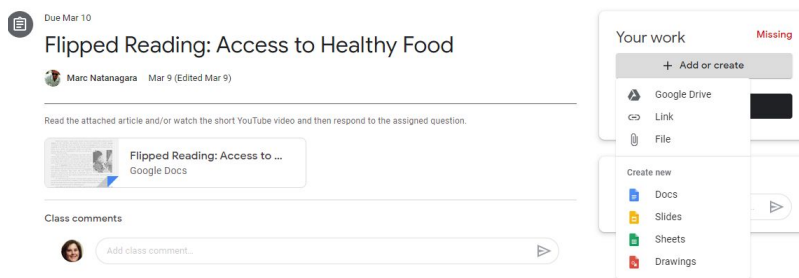 Due Mar 10
Flipped Reading: Access to Healthy Food
Marc Natanagara Mar 9 (Edited Mar 9)
Read the attached article and/or watch the short YouTube video and then respond to the assigned question.
Flipped Reading: Access to ...
Google Docs
Class comments
Add class comment...
Your work
Missing
+ Add or create
Google Drive
Link
File
Create new
Docs
Slides
Sheets
Drawings